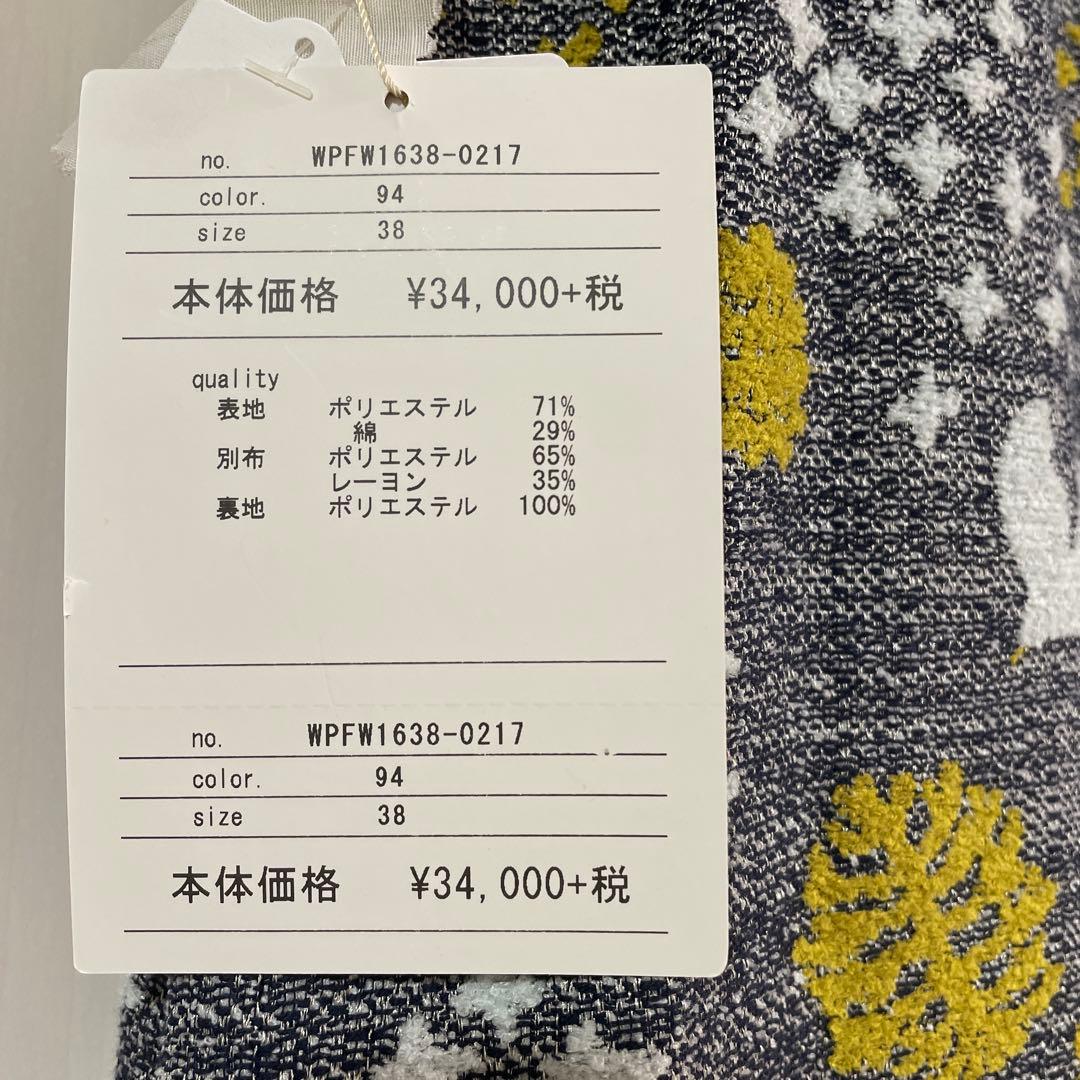 no. WPFW1638-0217
color. 94
size 38
本体価格 ¥34,000+税
quality
表地 ポリエステル 71%
綿 29%
別布 ポリエステル 65%
レーヨン 35%
裏地 ポリエステル 100%
no. WPFW1638-0217
color. 94
size 38
本体価格 ¥34,000+税